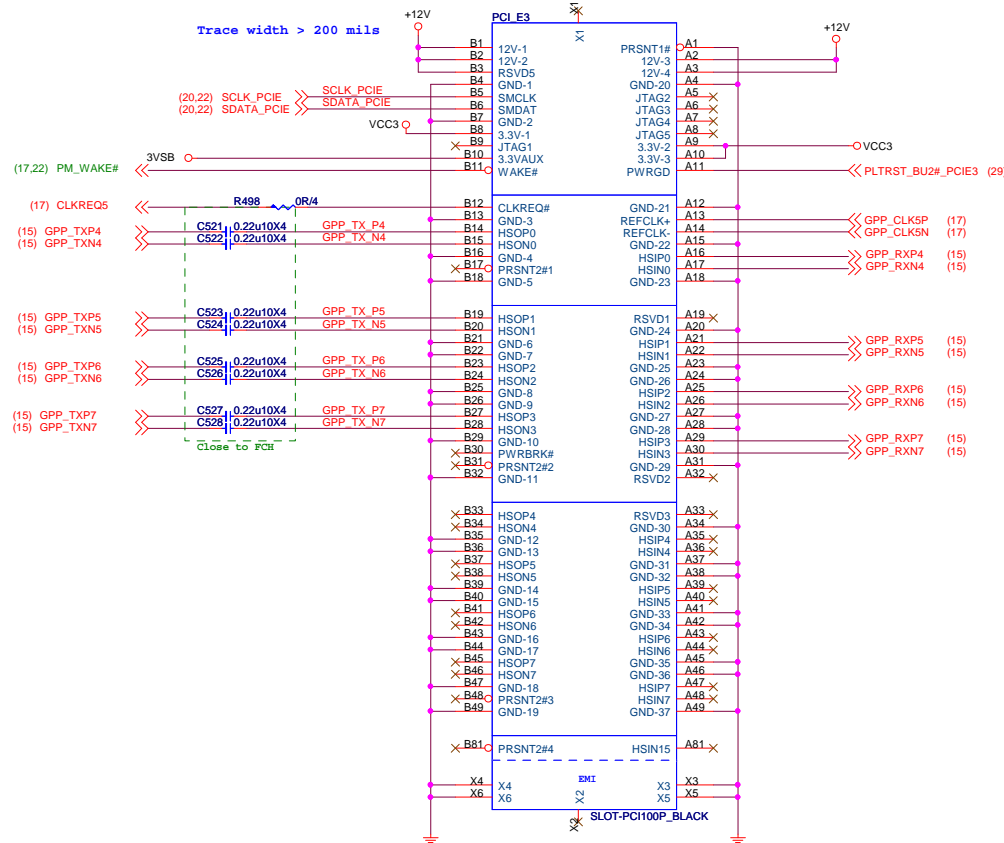 PCI_E3
X1
X1
+12V
Trace width > 200 mils
+12V
B1 12V-1 PRSNT1# A1
B2 12V-2 12V-3 A2
B3 RSVD5 12V-4 A3
B4 GND-1 GND-20 A4
(20,22) SCLK_PCIE SCLK_PCIE B5 SMCLK JTAG2 A5
(20,22) SDATA_PCIE SDATA_PCIE B6 SMDAT JTAG3 A6
B7 GND-2 JTAG4 A7
VCC3 B8 3.3V-1 JTAG5 A8
B9 JTAG1 3.3V-2 A9 VCC3
3VSB B10 3.3VAUX 3.3V-3 A10
(17,22) PM_WAKE# B11 WAKE# PWRGD A11 PLTRST_BU2#_PCIE3 (29)
(17) CLKREQ5 R498 0R/4 B12 CLKREQ# GND-21 A12
B13 GND-3 REFCLK+ A13 GPP_CLK5P (17)
(15) GPP_TXP4 C521 0.22u10X4 GPP_TX_P4 B14 HSOP0 REFCLK- A14 GPP_CLK5N (17)
(15) GPP_TXN4 C522 0.22u10X4 GPP_TX_N4 B15 HSON0 GND-22 A15
B16 GND-4 HSIP0 A16 GPP_RXP4 (15)
B17 PRSNT2#1 HSIN0 A17 GPP_RXN4 (15)
B18 GND-5 GND-23 A18
(15) GPP_TXP5 C523 0.22u10X4 GPP_TX_P5 B19 HSOP1 RSVD1 A19
(15) GPP_TXN5 C524 0.22u10X4 GPP_TX_N5 B20 HSON1 GND-24 A20
B21 GND-6 HSIP1 A21 GPP_RXP5 (15)
B22 GND-7 HSIN1 A22 GPP_RXN5 (15)
(15) GPP_TXP6 C525 0.22u10X4 GPP_TX_P6 B23 HSOP2 GND-25 A23
(15) GPP_TXN6 C526 0.22u10X4 GPP_TX_N6 B24 HSON2 GND-26 A24
B25 GND-8 HSIP2 A25 GPP_RXP6 (15)
B26 GND-9 HSIN2 A26 GPP_RXN6 (15)
(15) GPP_TXP7 C527 0.22u10X4 GPP_TX_P7 B27 HSOP3 GND-27 A27
(15) GPP_TXN7 C528 0.22u10X4 GPP_TX_N7 B28 HSON3 GND-28 A28
B29 GND-10 HSIP3 A29 GPP_RXP7 (15)
Close to FCH
B30 PWRBRK# HSIN3 A30 GPP_RXN7 (15)
B31 PRSNT2#2 GND-29 A31
B32 GND-11 RSVD2 A32
B33 HSOP4 RSVD3 A33
B34 HSON4 GND-30 A34
B35 GND-12 HSIP4 A35
B36 GND-13 HSIN4 A36
B37 HSOP5 GND-31 A37
B38 HSON5 GND-32 A38
B39 GND-14 HSIP5 A39
B40 GND-15 HSIN5 A40
B41 HSOP6 GND-33 A41
B42 HSON6 GND-34 A42
B43 GND-16 HSIP6 A43
B44 GND-17 HSIN6 A44
B45 HSOP7 GND-35 A45
B46 HSON7 GND-36 A46
B47 GND-18 HSIP7 A47
B48 PRSNT2#3 HSIN7 A48
B49 GND-19 GND-37 A49
B81 PRSNT2#4 HSIN15 A81
EMI
X4 X4 X3 X3
X6 X6 X5 X5
X2
X2
SLOT-PCI100P_BLACK